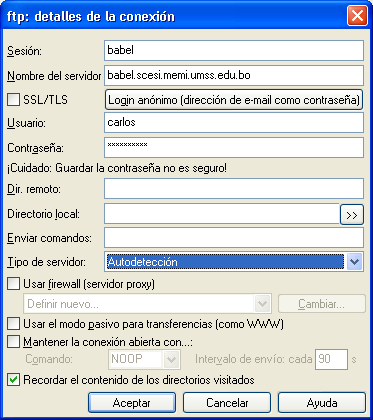 ftp: detalles de la conexión
Sesión: babel
Nombre del servidor babel.scesi.memi.umss.edu.bo
SSL/TLS Login anónimo (dirección de e-mail como contraseña)
Usuario: carlos
Contraseña: **********
¡Cuidado: Guardar la contraseña no es seguro!
Dir. remoto:
Directorio local: >>
Enviar comandos:
Tipo de servidor: Autodetección
Usar firewall (servidor proxy)
Definir nuevo... Cambiar...
Usar el modo pasivo para transferencias (como WWW)
Mantener la conexión abierta con...:
Comando: NOOP Intervalo de envío: cada 90 s
Recordar el contenido de los directorios visitados
Aceptar Cancelar Ayuda